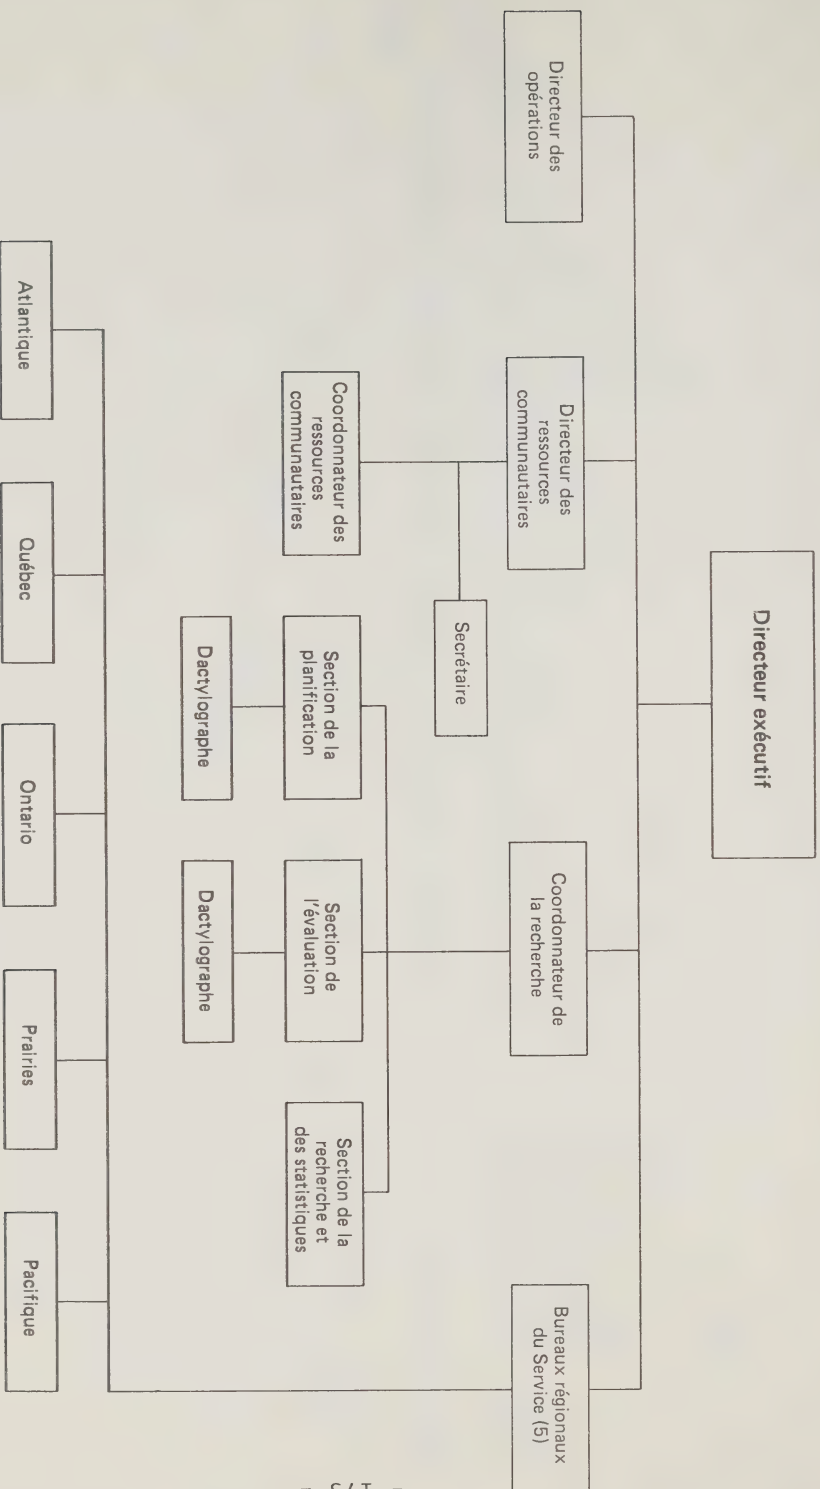 Directeur exécutif
Directeur des
opérations
Directeur des
ressources
communautaires
Coordonnateur de
la recherche
Bureaux régionaux
du Service (5)
Secrétaire
Coordonnateur des
ressources
communautaires
Section de la
planification
Section de
l'évaluation
Section de la
recherche et
des statistiques
Dactylographe
Dactylographe
Atlantique
Québec
Ontario
Prairies
Pacifique